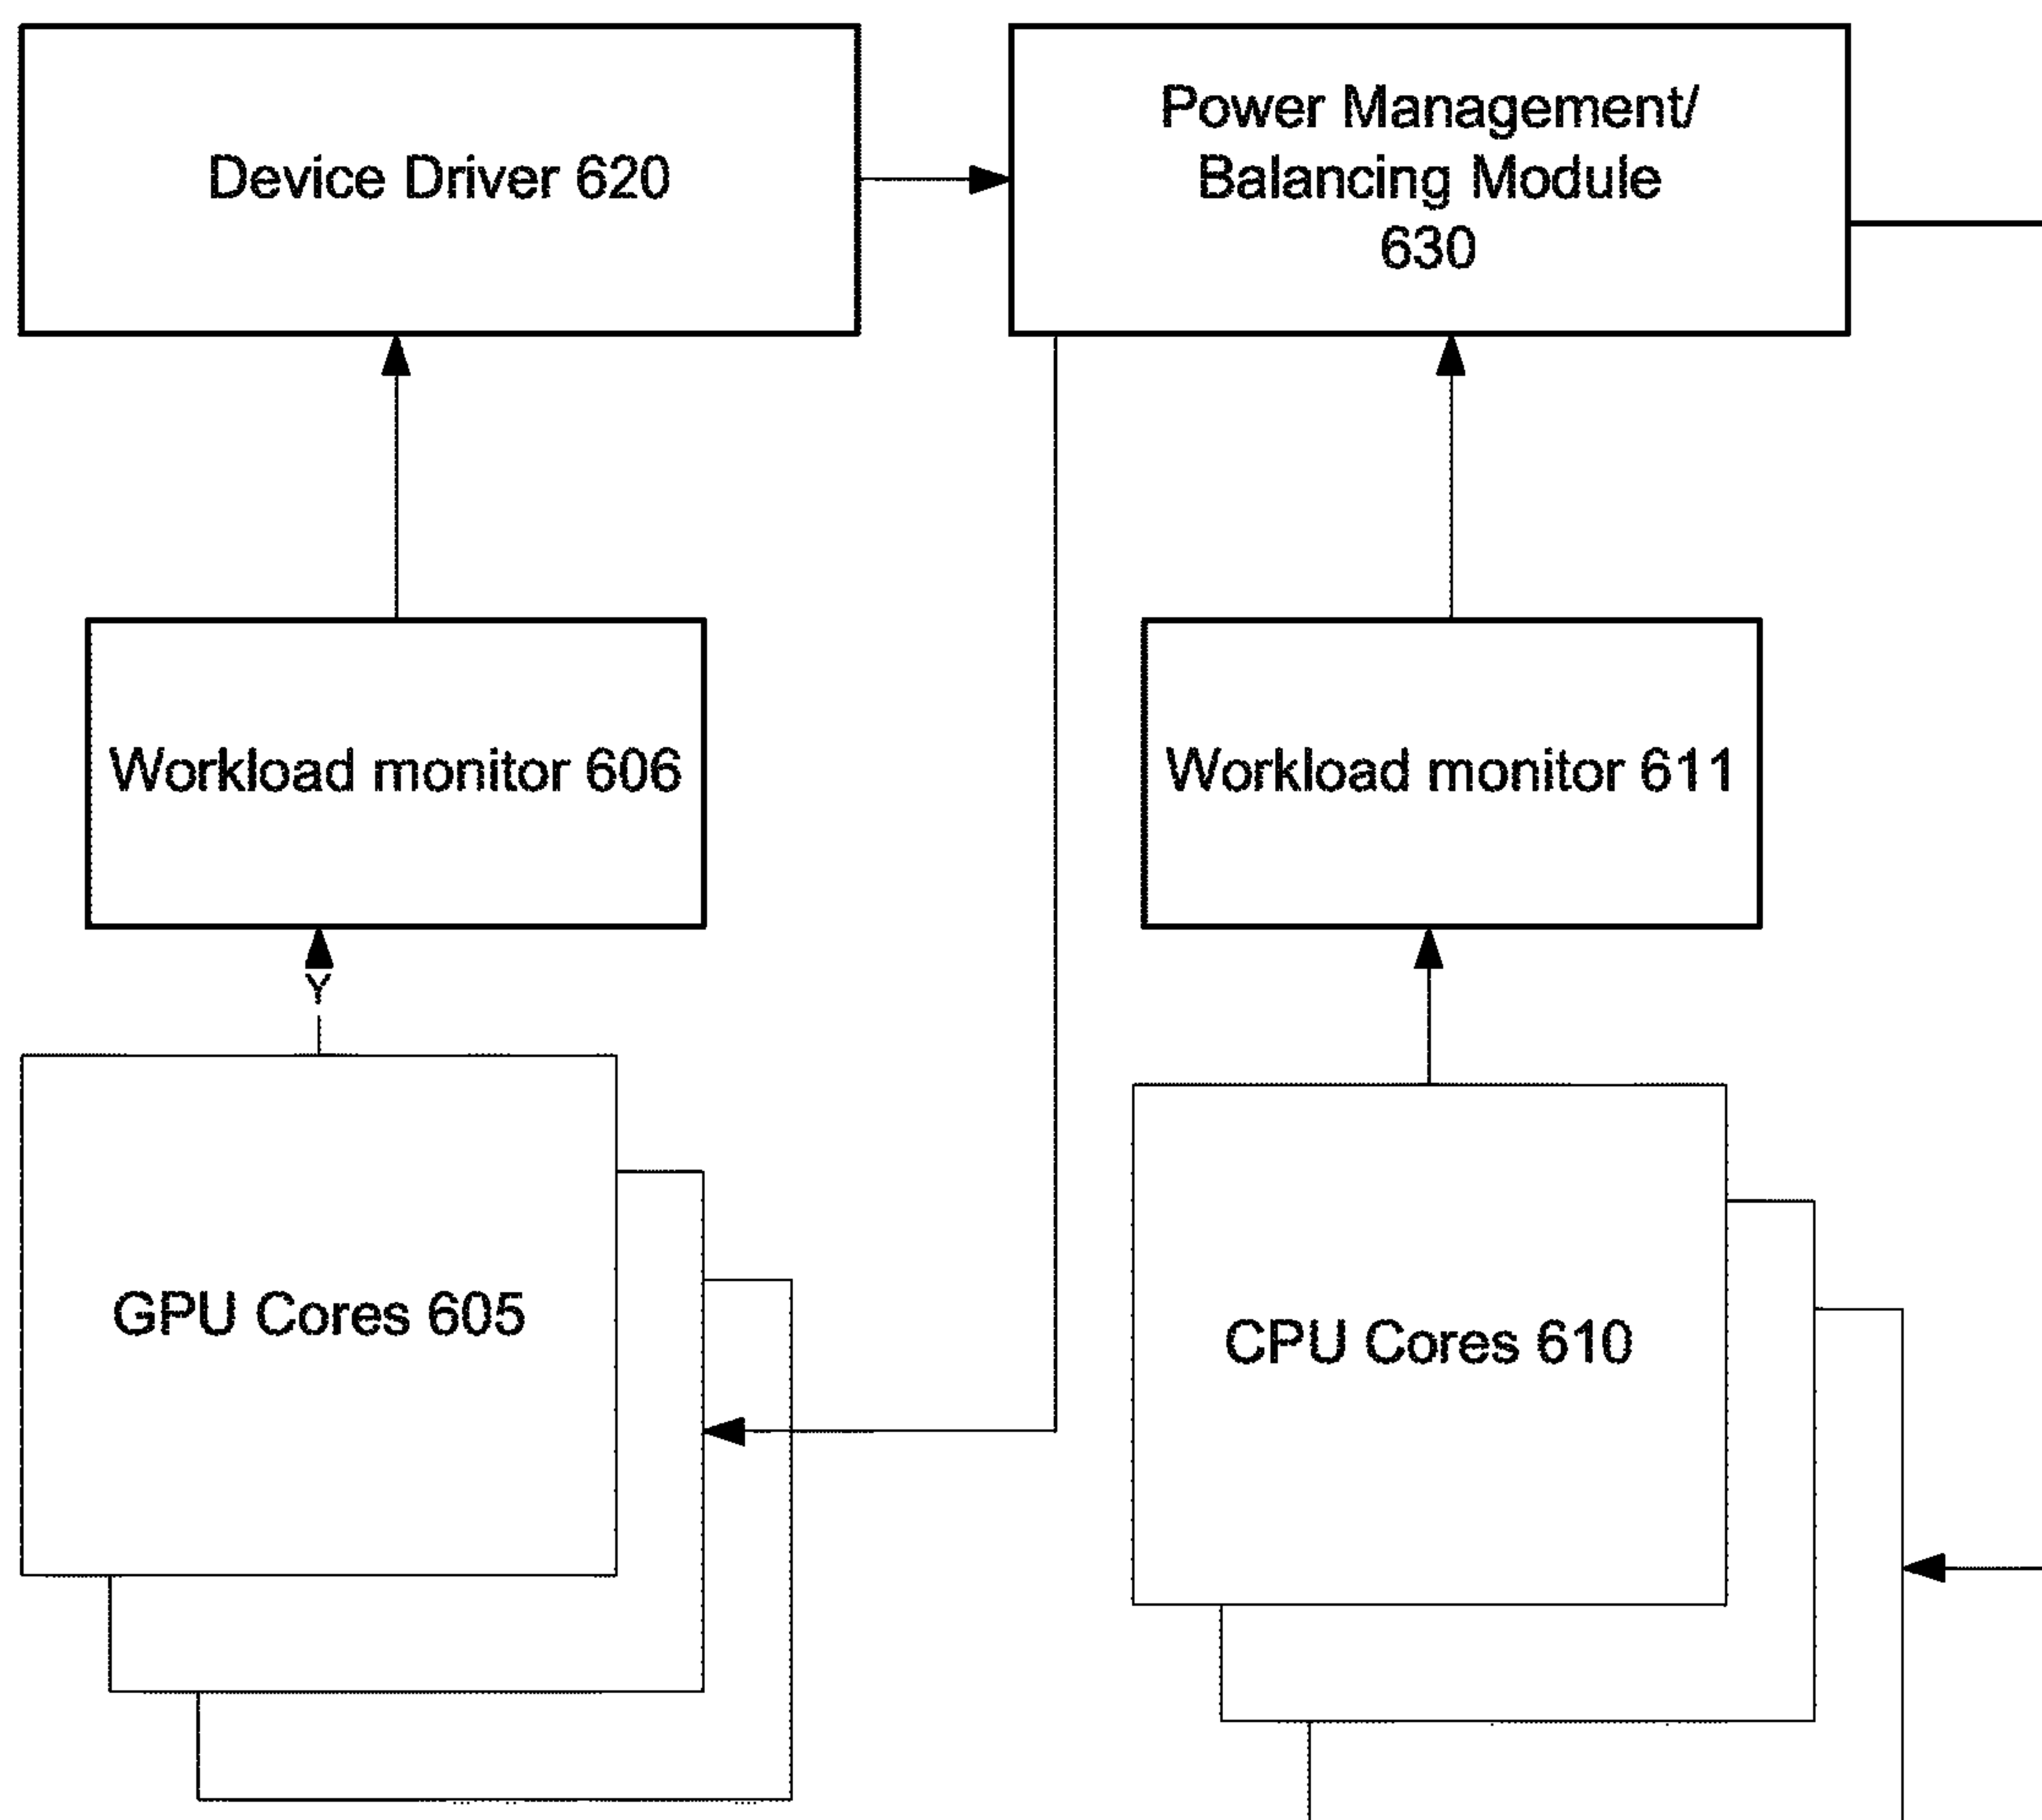 Device Driver 620
Power Management/
Balancing Module
630
Workload monitor 606
Workload monitor 611
Y
GPU Cores 605
CPU Cores 610